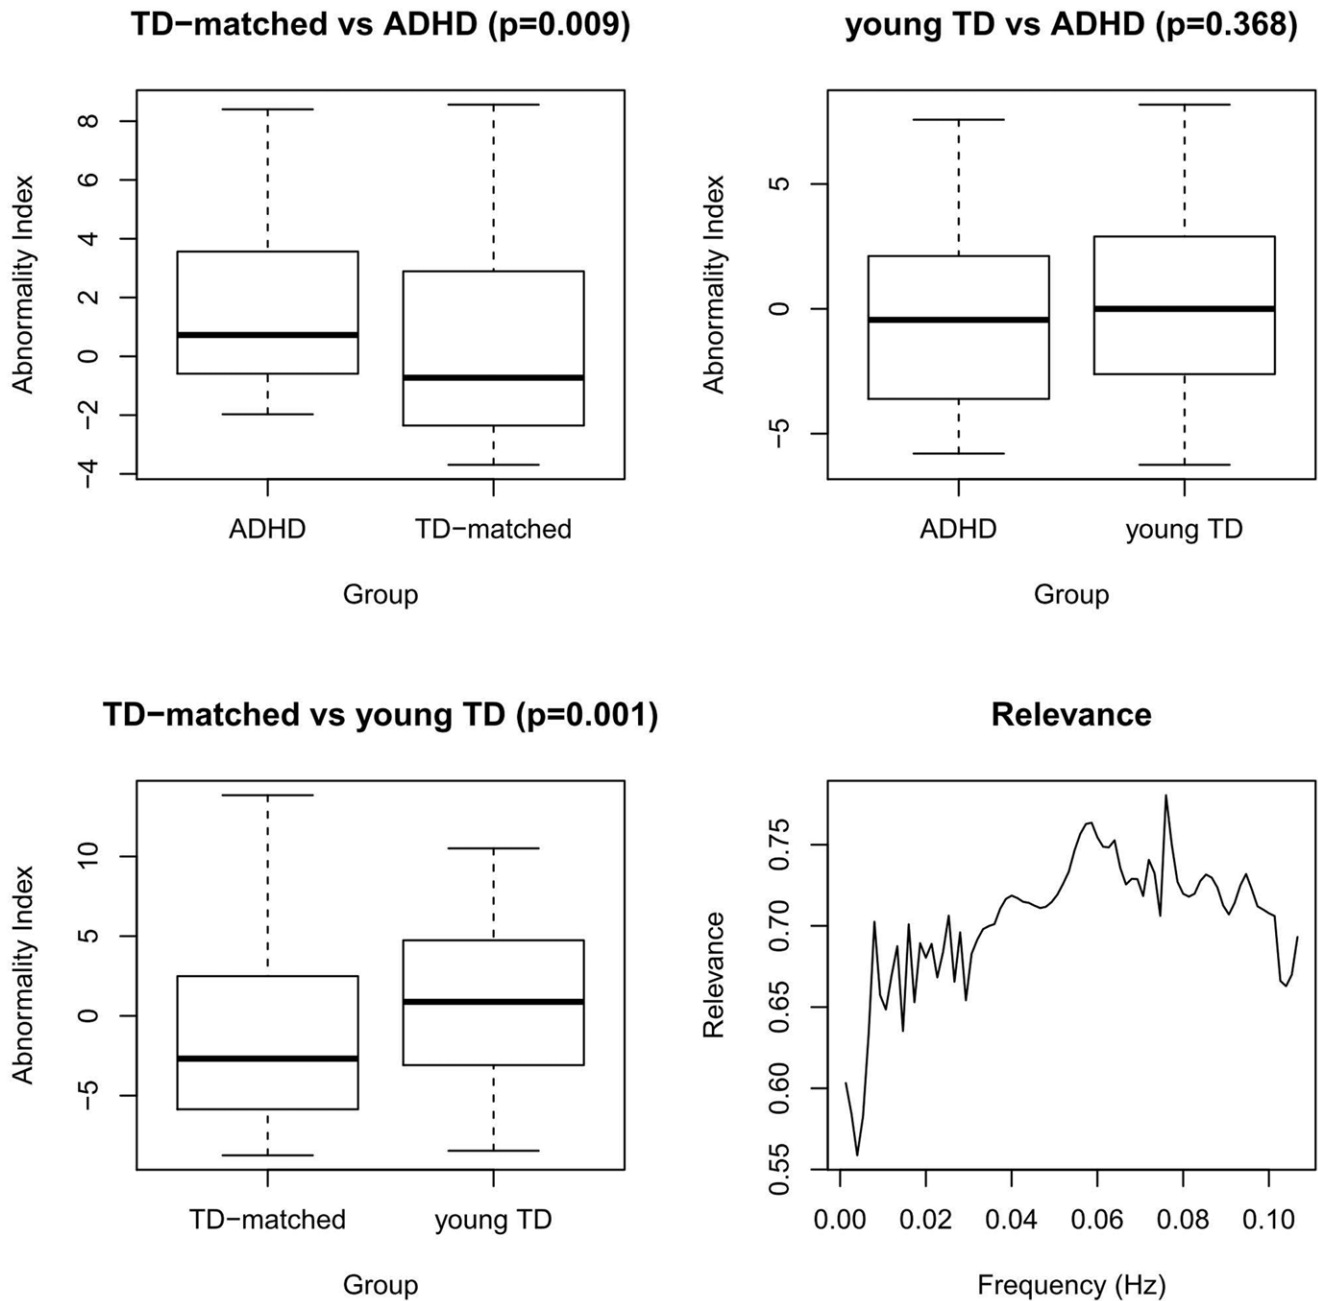 TD−matched vs ADHD (p=0.009)
Abnormality Index
8
6
4
2
0
−2
−4
ADHD
TD−matched
Group
young TD vs ADHD (p=0.368)
Abnormality Index
5
0
−5
ADHD
young TD
Group
TD−matched vs young TD (p=0.001)
Abnormality Index
10
5
0
−5
TD−matched
young TD
Group
Relevance
Relevance
0.75
0.70
0.65
0.60
0.55
0.00 0.02 0.04 0.06 0.08 0.10
Frequency (Hz)